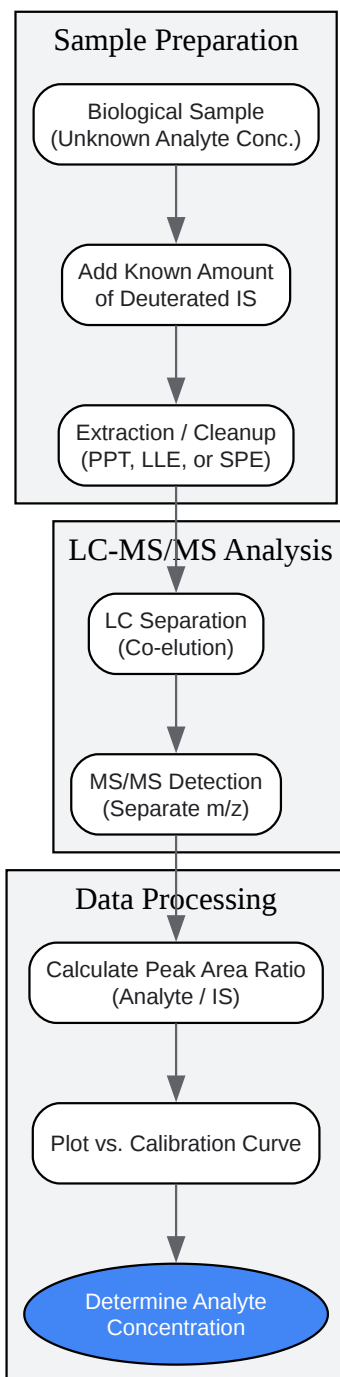 Sample Preparation
Biological Sample
(Unknown Analyte Conc.)
Add Known Amount
of Deuterated IS
Extraction / Cleanup
(PPT, LLE, or SPE)
LC-MS/MS Analysis
LC Separation
(Co-elution)
MS/MS Detection
(Separate m/z)
Data Processing
Calculate Peak Area Ratio
(Analyte / IS)
Plot vs. Calibration Curve
Determine Analyte
Concentration